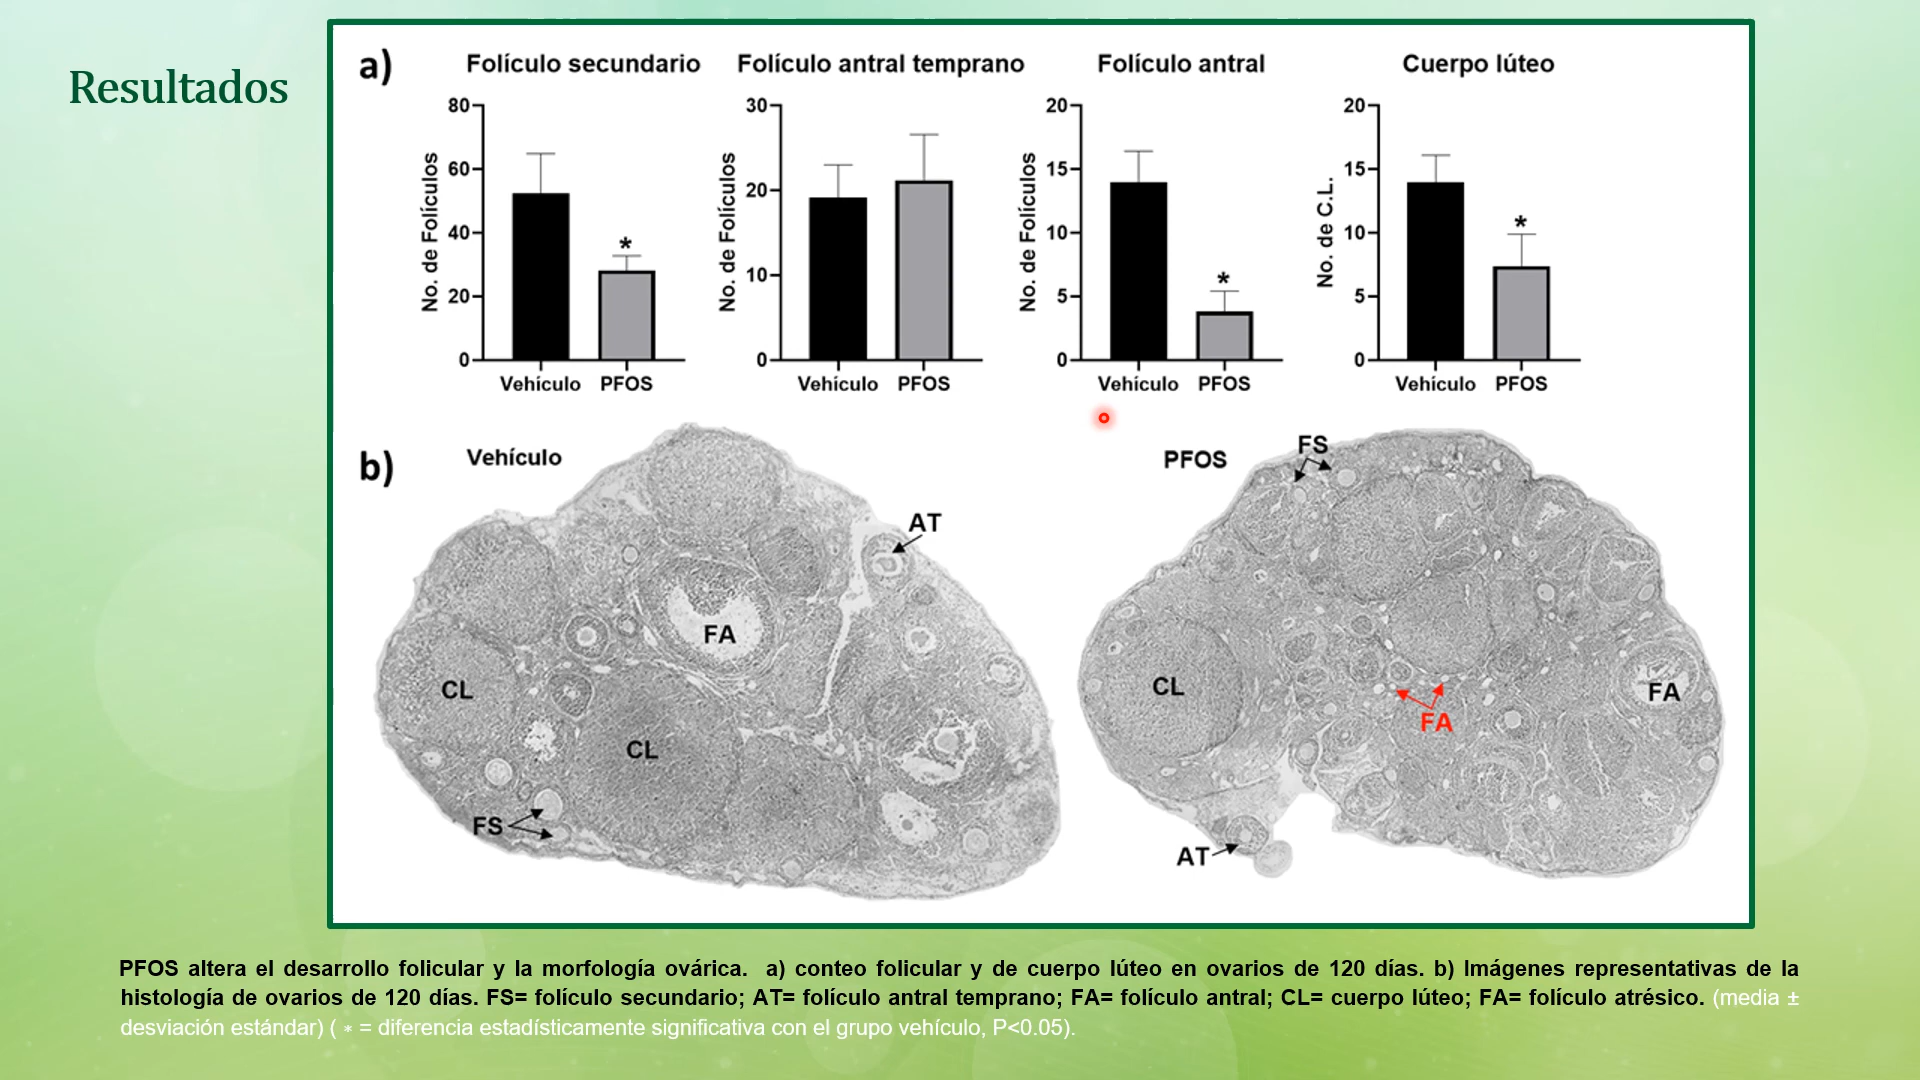 Resultados
a)
Folículo secundario
Folículo antral temprano
Folículo antral
Cuerpo lúteo
No. de Folículos
80
60
40
20
0
*
Vehículo PFOS
No. de Folículos
30
20
10
0
Vehículo PFOS
No. de Folículos
20
15
10
5
0
*
Vehículo PFOS
No. de C.L.
20
15
10
5
0
*
Vehículo PFOS
b)
Vehículo
AT
FA
CL
CL
FS
PFOS
FS
CL
FA
FA
AT
PFOS altera el desarrollo folicular y la morfología ovárica. a) conteo folicular y de cuerpo lúteo en ovarios de 120 días. b) Imágenes representativas de la
histología de ovarios de 120 días. FS= folículo secundario; AT= folículo antral temprano; FA= folículo antral; CL= cuerpo lúteo; FA= folículo atrésico. (media ±
desviación estándar) ( * = diferencia estadísticamente significativa con el grupo vehículo, P<0.05).